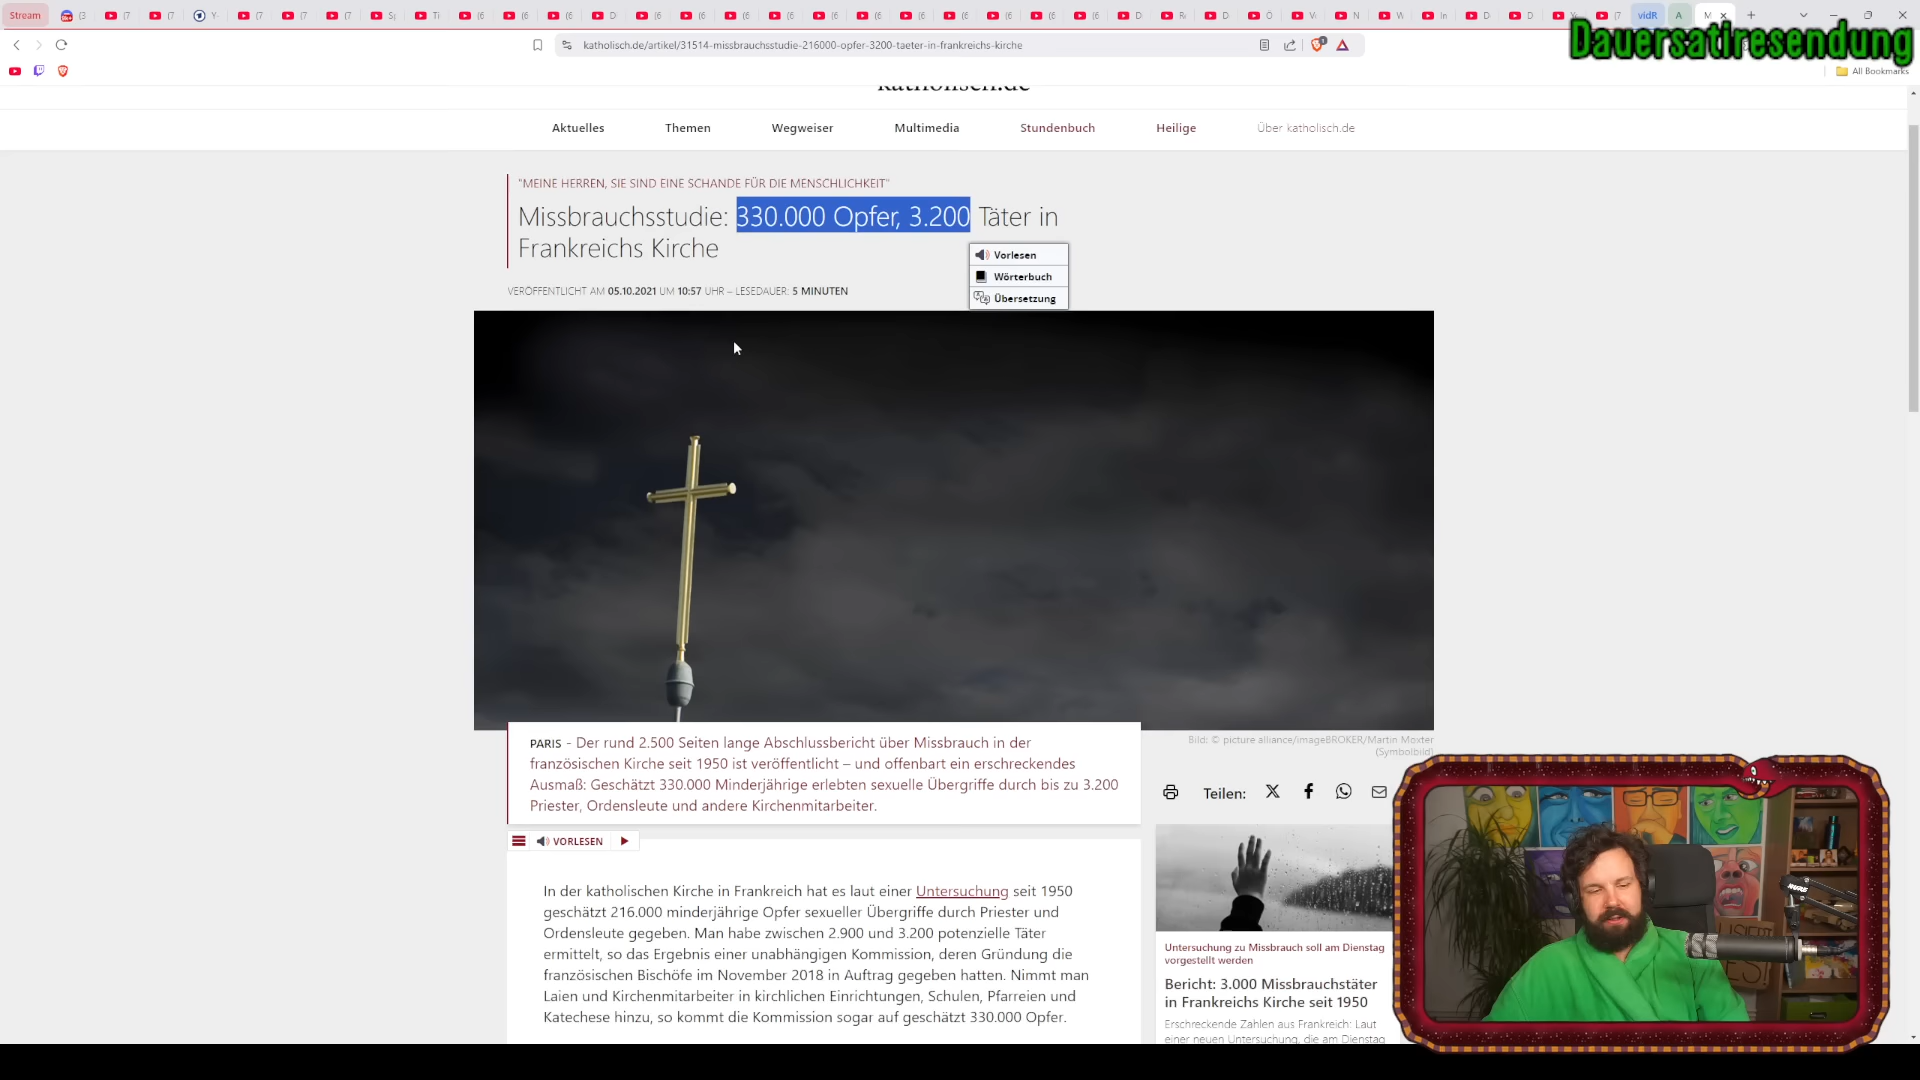 Stream
vidR
A
Dauersatiresendung
katholisch.de/artikel/31514-missbrauchsstudie-216000-opfer-3200-taeter-in-frankreichs-kirche
All Bookmarks
katholisch.de
Aktuelles
Themen
Wegweiser
Multimedia
Stundenbuch
Heilige
Über katholisch.de
"MEINE HERREN, SIE SIND EINE SCHANDE FÜR DIE MENSCHLICHKEIT"
Missbrauchsstudie: 330.000 Opfer, 3.200 Täter in
Frankreichs Kirche
Vorlesen
Wörterbuch
Übersetzung
VERÖFFENTLICHT AM 05.10.2021 UM 10:57 UHR – LESEDAUER: 5 MINUTEN
PARIS - Der rund 2.500 Seiten lange Abschlussbericht über Missbrauch in der
französischen Kirche seit 1950 ist veröffentlicht – und offenbart ein erschreckendes
Ausmaß: Geschätzt 330.000 Minderjährige erlebten sexuelle Übergriffe durch bis zu 3.200
Priester, Ordensleute und andere Kirchenmitarbeiter.
Bild: © picture alliance/imageBROKER/Martin Moxter
(Symbolbild)
Teilen:
VORLESEN
In der katholischen Kirche in Frankreich hat es laut einer Untersuchung seit 1950
geschätzt 216.000 minderjährige Opfer sexueller Übergriffe durch Priester und
Ordensleute gegeben. Man habe zwischen 2.900 und 3.200 potenzielle Täter
ermittelt, so das Ergebnis einer unabhängigen Kommission, deren Gründung die
französischen Bischöfe im November 2018 in Auftrag gegeben hatten. Nimmt man
Laien und Kirchenmitarbeiter in kirchlichen Einrichtungen, Schulen, Pfarreien und
Katechese hinzu, so kommt die Kommission sogar auf geschätzt 330.000 Opfer.
Untersuchung zu Missbrauch soll am Dienstag
vorgestellt werden
Bericht: 3.000 Missbrauchstäter
in Frankreichs Kirche seit 1950
Erschreckende Zahlen aus Frankreich: Laut
einer neuen Untersuchung, die am Dienstag